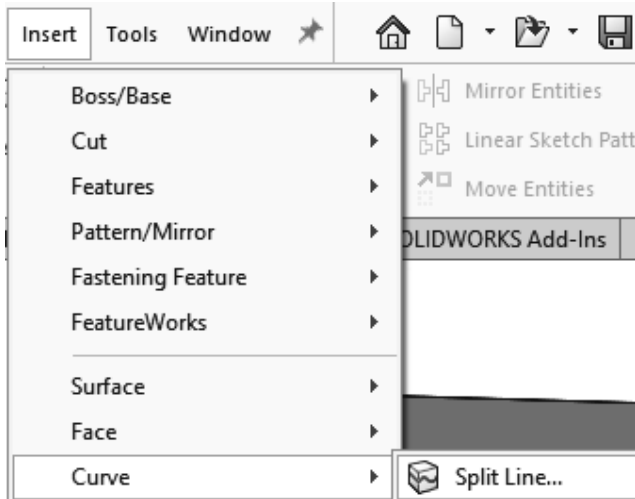 Insert Tools Window
Boss/Base
Mirror Entities
Cut
Linear Sketch Patt
Features
Move Entities
Pattern/Mirror
OLIDWORKS Add-Ins
Fastening Feature
FeatureWorks
Surface
Face
Curve
Split Line...